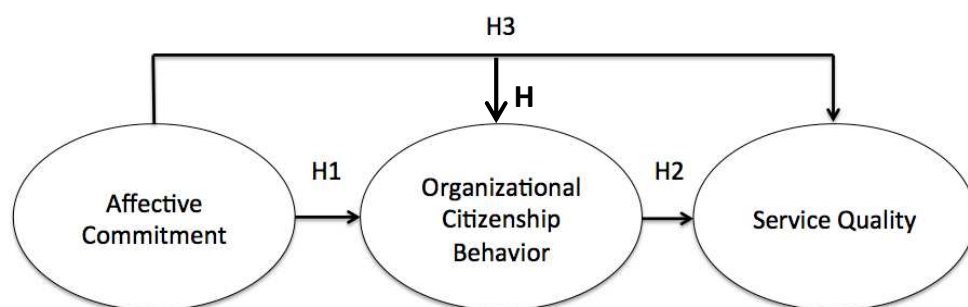 H3
H
H1
H2
Affective
Commitment
Organizational
Citizenship
Behavior
Service Quality